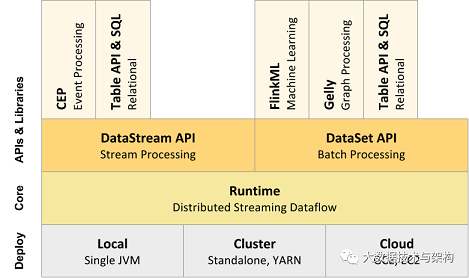 CEP
Event Processing
Table API & SQL
Relational
FlinkML
Machine Learning
Gelly
Graph Processing
Table API & SQL
Relational
APIs & Libraries
DataStream API
Stream Processing
DataSet API
Batch Processing
Core
Runtime
Distributed Streaming Dataflow
Deploy
Local
Single JVM
Cluster
Standalone, YARN
Cloud
GCE, EC2
大数据技术与架构